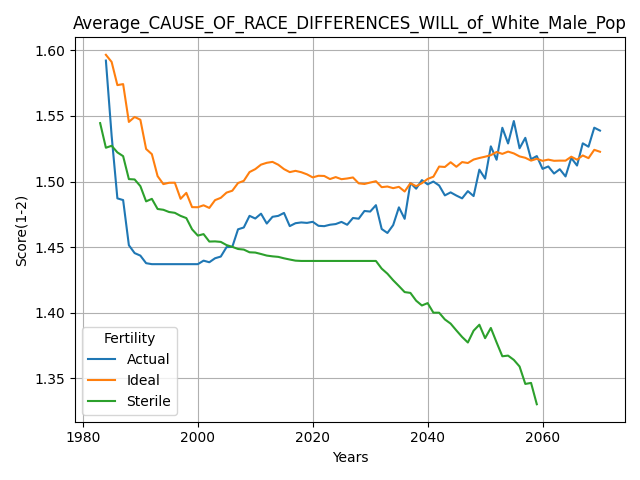 Average_CAUSE_OF_RACE_DIFFERENCES_WILL_of_White_Male_Pop
Score(1-2)
1.60
1.55
1.50
1.45
1.40
1.35
Fertility
Actual
Ideal
Sterile
1980
2000
2020
2040
2060
Years